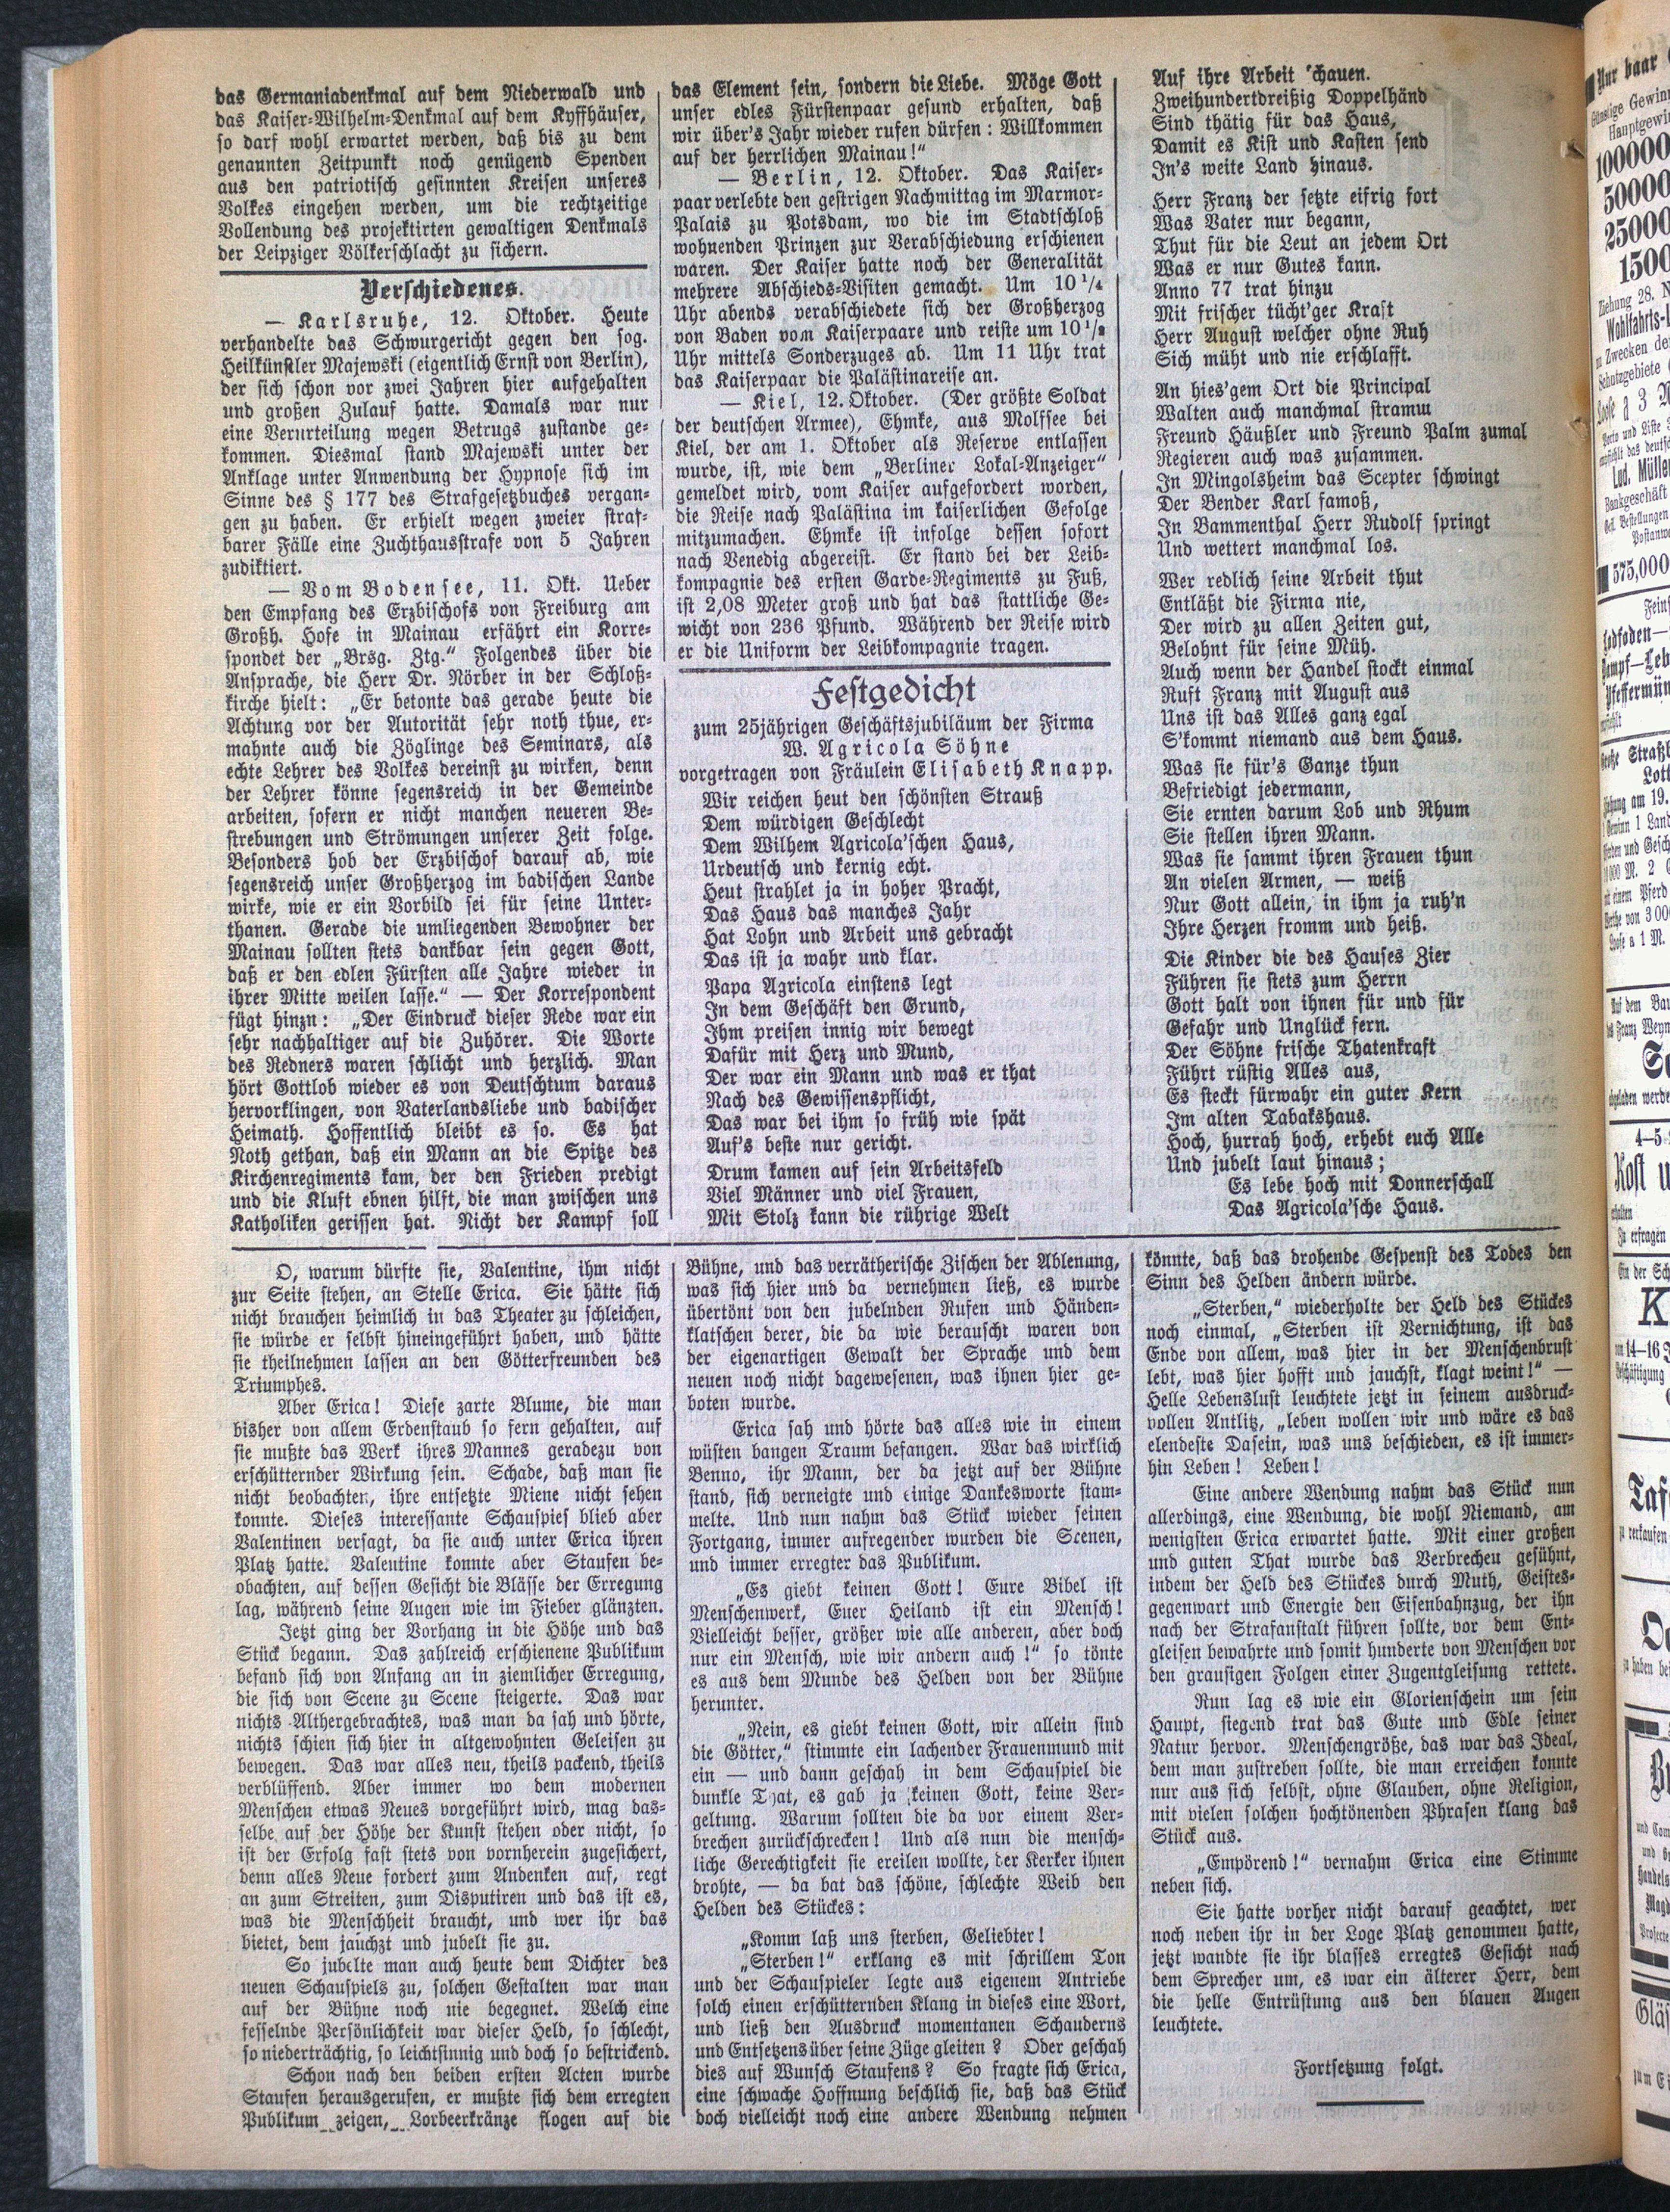 das Germaniadenkmal auf dem Niederwald und
das Kaiser-Wilhelm-Denkmal auf dem Kyffhäuser,
so darf wohl erwartet werden, daß bis zu dem
genannten Zeitpunkt noch genügend Spenden
aus den patriotisch gesinnten Kreisen unseres
Volkes eingehen werden, um die rechtzeitige
Vollendung des projektirten gewaltigen Denkmals
der Leipziger Völkerschlacht zu sichern.
Verschiedenes.
— Karlsruhe, 12. Oktober. Heute
verhandelte das Schwurgericht gegen den sog.
Heilkünstler Majewski (eigentlich Ernst von Berlin),
der sich schon vor zwei Jahren hier aufgehalten
und großen Zulauf hatte. Damals war nur
eine Verurteilung wegen Betrugs zustande ge-
kommen. Diesmal stand Majewski unter der
Anklage unter Anwendung der Hypnose sich im
Sinne des § 177 des Strafgesetzbuches vergan-
gen zu haben. Er erhielt wegen zweier straf-
barer Fälle eine Zuchthausstrafe von 5 Jahren
zudiktiert.
— Vom Bodensee, 11. Okt. Ueber
den Empfang des Erzbischofs von Freiburg am
Großh. Hofe in Mainau erfährt ein Korre-
spondet der „Brsg. Ztg.“ Folgendes über die
Ansprache, die Herr Dr. Nörber in der Schloß-
kirche hielt: „Er betonte das gerade heute die
Achtung vor der Autorität sehr noth thue, er-
mahnte auch die Zöglinge des Seminars, als
echte Lehrer des Volkes dereinst zu wirken, denn
der Lehrer könne segensreich in der Gemeinde
arbeiten, sofern er nicht manchen neueren Be-
strebungen und Strömungen unserer Zeit folge.
Besonders hob der Erzbischof darauf ab, wie
segensreich unser Großherzog im badischen Lande
wirke, wie er ein Vorbild sei für seine Unter-
thanen. Gerade die umliegenden Bewohner der
Mainau sollten stets dankbar sein gegen Gott,
daß er den edlen Fürsten alle Jahre wieder in
ihrer Mitte weilen lasse.“ — Der Korrespondent
fügt hinzn: „Der Eindruck dieser Rede war ein
sehr nachhaltiger auf die Zuhörer. Die Worte
des Redners waren schlicht und herzlich. Man
hört Gottlob wieder es von Deutschtum daraus
hervorklingen, von Vaterlandsliebe und badischer
Heimath. Hoffentlich bleibt es so. Es hat
Noth gethan, daß ein Mann an die Spitze des
Kirchenregiments kam, der den Frieden predigt
und die Kluft ebnen hilft, die man zwischen uns
Katholiken gerissen hat. Nicht der Kampf soll
das Element sein, sondern die Liebe. Möge Gott
unser edles Fürstenpaar gesund erhalten, daß
wir über's Jahr wieder rufen dürfen: Willkommen
auf der herrlichen Mainau!“
— Berlin, 12. Oktober. Das Kaiser-
paar verlebte den gestrigen Nachmittag im Marmor-
Palais zu Potsdam, wo die im Stadtschloß
wohnenden Prinzen zur Verabschiedung erschienen
waren. Der Kaiser hatte noch der Generalität
mehrere Abschieds-Visiten gemacht. Um 10 1/4
Uhr abends verabschiedete sich der Großherzog
von Baden vom Kaiserpaare und reiste um 10 1/2
Uhr mittels Sonderzuges ab. Um 11 Uhr trat
das Kaiserpaar die Palästinareise an.
— Kiel, 12. Oktober. (Der größte Soldat
der deutschen Armee), Ehmke, aus Molfsee bei
Kiel, der am 1. Oktober als Reserve entlassen
wurde, ist, wie dem „Berliner Lokal-Anzeiger“
gemeldet wird, vom Kaiser aufgefordert worden,
die Reise nach Palästina im kaiserlichen Gefolge
mitzumachen. Ehmke ist infolge dessen sofort
nach Venedig abgereist. Er stand bei der Leib-
kompagnie des ersten Garde-Regiments zu Fuß,
ist 2,08 Meter groß und hat das stattliche Ge-
wicht von 236 Pfund. Während der Reise wird
er die Uniform der Leibkompagnie tragen.
Festgedicht
zum 25jährigen Geschäftsjubiläum der Firma
W. Agricola Söhne
vorgetragen von Fräulein Elisabeth Knapp.
Wir reichen heut den schönsten Strauß
Dem würdigen Geschlecht
Dem Wilhem Agricola'schen Haus,
Urdeutsch und kernig echt.
Heut strahlet ja in hoher Pracht,
Das Haus das manches Jahr
Hat Lohn und Arbeit uns gebracht
Das ist ja wahr und klar.
Papa Agricola einstens legt
In dem Geschäft den Grund,
Ihm preisen innig wir bewegt
Dafür mit Herz und Mund,
Der war ein Mann und was er that
Nach des Gewissenspflicht,
Das war bei ihm so früh wie spät
Auf's beste nur gericht.
Drum kamen auf sein Arbeitsfeld
Viel Männer und viel Frauen,
Mit Stolz kann die rührige Welt
Auf ihre Arbeit 'chauen.
Zweihundertdreißig Doppelhänd
Sind thätig für das Haus,
Damit es Kist und Kasten send
In's weite Land hinaus.
Herr Franz der setzte eifrig fort
Was Vater nur begann,
Thut für die Leut an jedem Ort
Was er nur Gutes kann.
Anno 77 trat hinzu
Mit frischer tücht'ger Krast
Herr August welcher ohne Ruh
Sich müht und nie erschlafft.
An hies'gem Ort die Principal
Walten auch manchmal stramm
Freund Häußler und Freund Palm zumal
Regieren auch was zusammen.
In Mingolsheim das Scepter schwingt
Der Bender Karl famoß,
In Bammenthal Herr Rudolf springt
Und wettert manchmal los.
Wer redlich seine Arbeit thut
Entläßt die Firma nie,
Der wird zu allen Zeiten gut,
Belohnt für seine Müh.
Auch wenn der Handel stockt einmal
Ruft Franz mit August aus
Uns ist das Alles ganz egal
S'kommt niemand aus dem Haus.
Was sie für's Ganze thun
Befriedigt jedermann,
Sie ernten darum Lob und Rhum
Sie stellen ihren Mann.
Was sie sammt ihren Frauen thun
An vielen Armen, — weiß
Nur Gott allein, in ihm ja ruh'n
Ihre Herzen fromm und heiß.
Die Kinder die des Hauses Zier
Führen sie stets zum Herrn
Gott halt von ihnen für und für
Gefahr und Unglück fern.
Der Söhne frische Thatenkraft
Führt rüstig Alles aus,
Es steckt fürwahr ein guter Kern
Im alten Tabakshaus.
Hoch, hurrah hoch, erhebt euch Alle
Und jubelt laut hinaus;
Es lebe hoch mit Donnerschall
Das Agricola'sche Haus.
O, warum dürfte sie, Valentine, ihm nicht
zur Seite stehen, an Stelle Erica. Sie hätte sich
nicht brauchen heimlich in das Theater zu schleichen,
sie würde er selbst hineingeführt haben, und hätte
sie theilnehmen lassen an den Götterfreunden des
Triumphes.
Aber Erica! Diese zarte Blume, die man
bisher von allem Erdenstaub so fern gehalten, auf
sie mußte das Werk ihres Mannes geradezu von
erschütternder Wirkung sein. Schade, daß man sie
nicht beobachten, ihre entsetzte Miene nicht sehen
konnte. Dieses interessante Schauspief blieb aber
Valentinen versagt, da sie auch unter Erica ihren
Platz hatte. Valentine konnte aber Staufen be-
obachten, auf dessen Gesicht die Blässe der Erregung
lag, während seine Augen wie im Fieber glänzten.
Jetzt ging der Vorhang in die Höhe und das
Stück begann. Das zahlreich erschienene Publikum
befand sich von Anfang an in ziemlicher Erregung,
die sich von Scene zu Scene steigerte. Das war
nichts Althergebrachtes, was man da sah und hörte,
nichts schien sich hier in altgewohnten Geleisen zu
bewegen. Das war alles neu, theils packend, theils
verblüffend. Aber immer wo dem modernen
Menschen etwas Neues vorgeführt wird, mag das-
selbe auf der Höhe der Kunst stehen oder nicht, so
ist der Erfolg fast stets von vornherein zugesichert,
denn alles Neue fordert zum Andenken auf, regt
an zum Streiten, zum Disputiren und das ist es,
was die Menschheit braucht, und wer ihr das
bietet, dem jauchzt und jubelt sie zu.
So jubelte man auch heute dem Dichter des
neuen Schauspiels zu, solchen Gestalten war man
auf der Bühne noch nie begegnet. Welch eine
fesselnde Persönlichkeit war dieser Held, so schlecht,
so niederträchtig, so leichtsinnig und doch so bestrickend.
Schon nach den beiden ersten Acten wurde
Staufen herausgerufen, er mußte sich dem erregten
Publikum zeigen, Lorbeerkränze flogen auf die
Bühne, und das verrätherische Zischen der Ablenung,
was sich hier und da vernehmen ließ, es wurde
übertönt von den jubelnden Rufen und Händen-
klatschen derer, die da wie berauscht waren von
der eigenartigen Gewalt der Sprache und dem
neuen noch nicht dagewesenen, was ihnen hier ge-
boten wurde.
Erica sah und hörte das alles wie in einem
wüsten bangen Traum befangen. War das wirklich
Benno, ihr Mann, der da jetzt auf der Bühne
stand, sich verneigte und einige Dankesworte stam-
melte. Und nun nahm das Stück wieder seinen
Fortgang, immer aufregender wurden die Scenen,
und immer erregter das Publikum.
„Es giebt keinen Gott! Eure Bibel ist
Menschenwerk, Euer Heiland ist ein Mensch!
Vielleicht besser, größer wie alle anderen, aber doch
nur ein Mensch, wie wir andern auch!“ so tönte
es aus dem Munde des Helden von der Bühne
herunter.
„Nein, es giebt keinen Gott, wir allein sind
die Götter,“ stimmte ein lachender Frauenmund mit
ein — und dann geschah in dem Schauspiel die
dunkle That, es gab ja keinen Gott, keine Ver-
geltung. Warum sollten die da vor einem Ver-
brechen zurückschrecken! Und als nun die mensch-
liche Gerechtigkeit sie ereilen wollte, der Kerker ihnen
drohte, — da bat das schöne, schlechte Weib den
Helden des Stückes:
„Komm laß uns sterben, Geliebter!
„Sterben!“ erklang es mit schrillem Ton
und der Schauspieler legte aus eigenem Antriebe
solch einen erschütternden Klang in dieses eine Wort,
und ließ den Ausdruck momentanen Schauderns
und Entsetzens über seine Züge gleiten? Oder geschah
dies auf Wunsch Staufens? So fragte sich Erica,
eine schwache Hoffnung beschlich sie, daß das Stück
doch vielleicht noch eine andere Wendung nehmen
könnte, daß das drohende Gespenst des Todes den
Sinn des Helden ändern würde.
„Sterben,“ wiederholte der Held des Stückes
noch einmal, „Sterben ist Vernichtung, ist das
Ende von allem, was hier in der Menschenbrust
lebt, was hier hofft und jauchst, klagt weint!“ —
Helle Lebenslust leuchtete jetzt in seinem ausdruck-
vollen Antlitz, „leben wollen wir und wäre es das
elendeste Dasein, was uns beschieden, es ist immer-
hin Leben! Leben!
Eine andere Wendung nahm das Stück nun
allerdings, eine Wendung, die wohl Niemand, am
wenigsten Erica erwartet hatte. Mit einer großen
und guten That wurde das Verbrecheu gesühnt,
indem der Held des Stückes durch Muth, Geistes-
gegenwart und Energie den Eisenbahnzug, der ihn
nach der Strafanstalt führen sollte, vor dem Ent-
gleisen bewahrte und somit hunderte von Menschen vor
den grausigen Folgen einer Zugentgleisung rettete.
Nun lag es wie ein Glorienschein um sein
Haupt, siegend trat das Gute und Edle seiner
Natur hervor. Menschengröße, das war das Ideal,
dem man zustreben sollte, die man erreichen konnte
nur aus sich selbst, ohne Glauben, ohne Religion,
mit vielen solchen hochtönenden Phrasen klang das
Stück aus.
„Empörend!“ vernahm Erica eine Stimme
neben sich.
Sie hatte vorher nicht darauf geachtet, wer
noch neben ihr in der Loge Platz genommeu hatte,
jetzt wandte sie ihr blasses erregtes Gesicht nach
dem Sprecher um, es war ein älterer Herr, dem
die helle Entrüstung aus den blauen Augen
leuchtete.
Fortsetzung folgt.
Nur baar
Hauptgewi
100000
50000
25000
1500
Ziehung 28. N
Wohlfahrts-L
Lud. Müller
Bankgeschäft
575,000